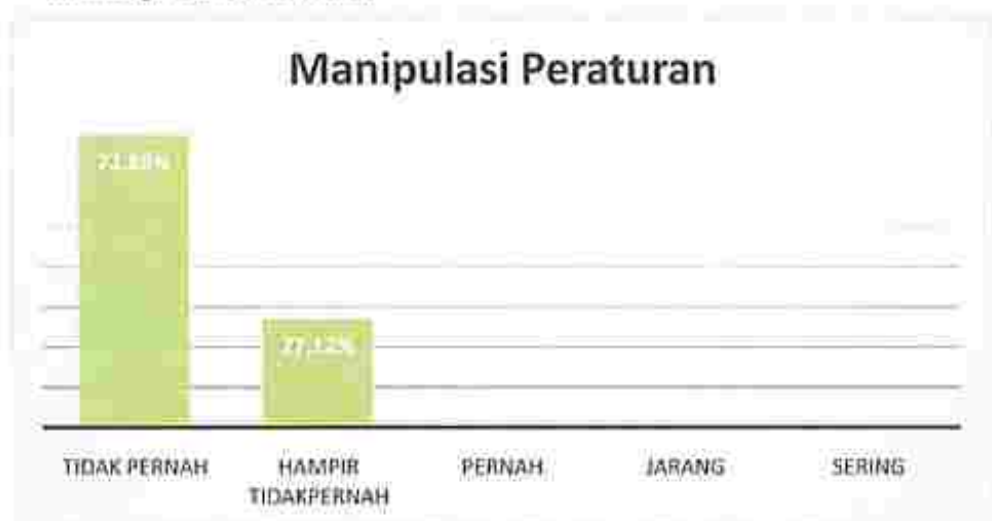 Manipulasi Peraturan
27,12%
TIDAK PERNAH
HAMPIR
TIDAKPERNAH
PERNAH
JARANG
SERING